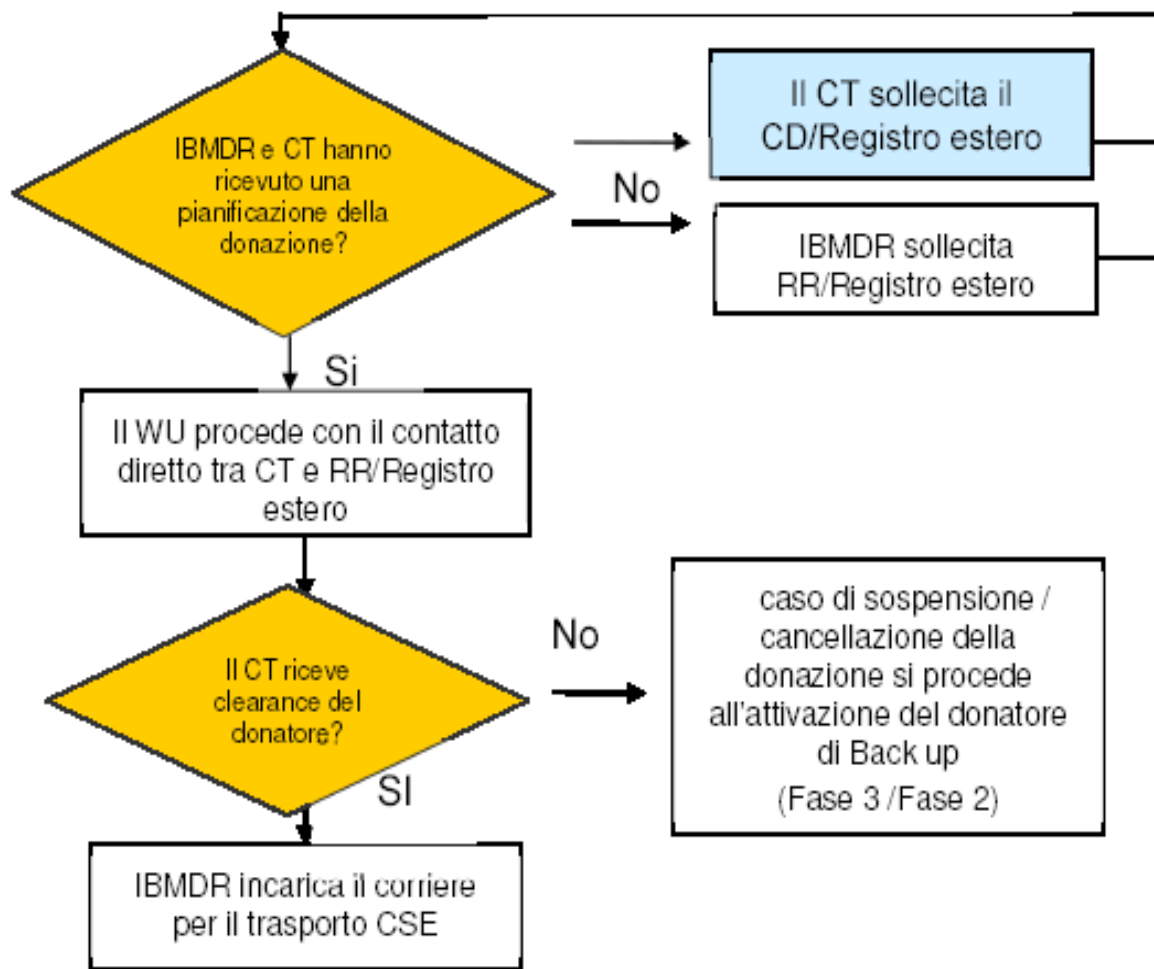 IBMDR e CT hanno
ricevuto una
pianificazione della
donazione?
Il CT sollecita il
CD/Registro estero
No
IBMDR sollecita
RR/Registro estero
Si
Il WU procede con il contatto
diretto tra CT e RR/Registro
estero
Il CT riceve
clearance del
donatore?
No
caso di sospensione /
cancellazione della
donazione si procede
all'attivazione del donatore
di Back up
(Fase 3 /Fase 2)
SI
IBMDR incarica il corriere
per il trasporto CSE